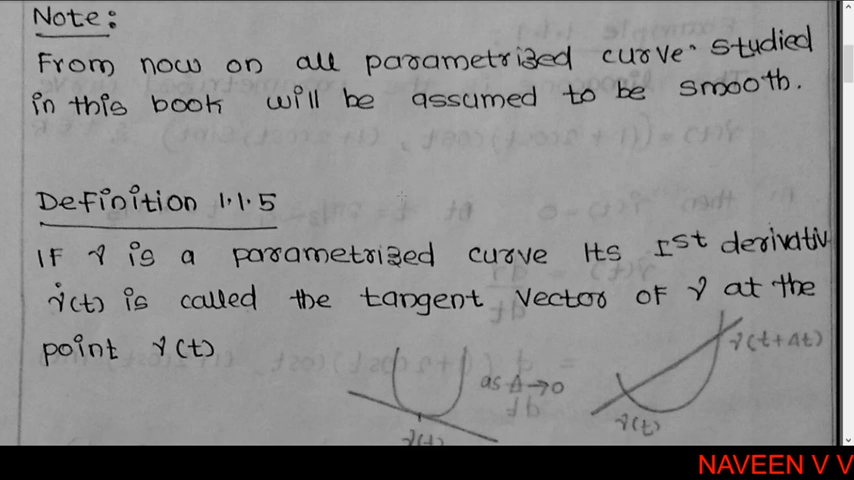 Note:
From now on all parametrized curve studied
in this book will be assumed to be smooth.
Definition 1.1.5
IF γ is a parametrized curve Its Ist derivativ
γ̇(t) is called the tangent vector OF γ at the
point γ(t)
γ(t+Δt)
as Δ→0
γ(t)
γ(t)
NAVEEN V V